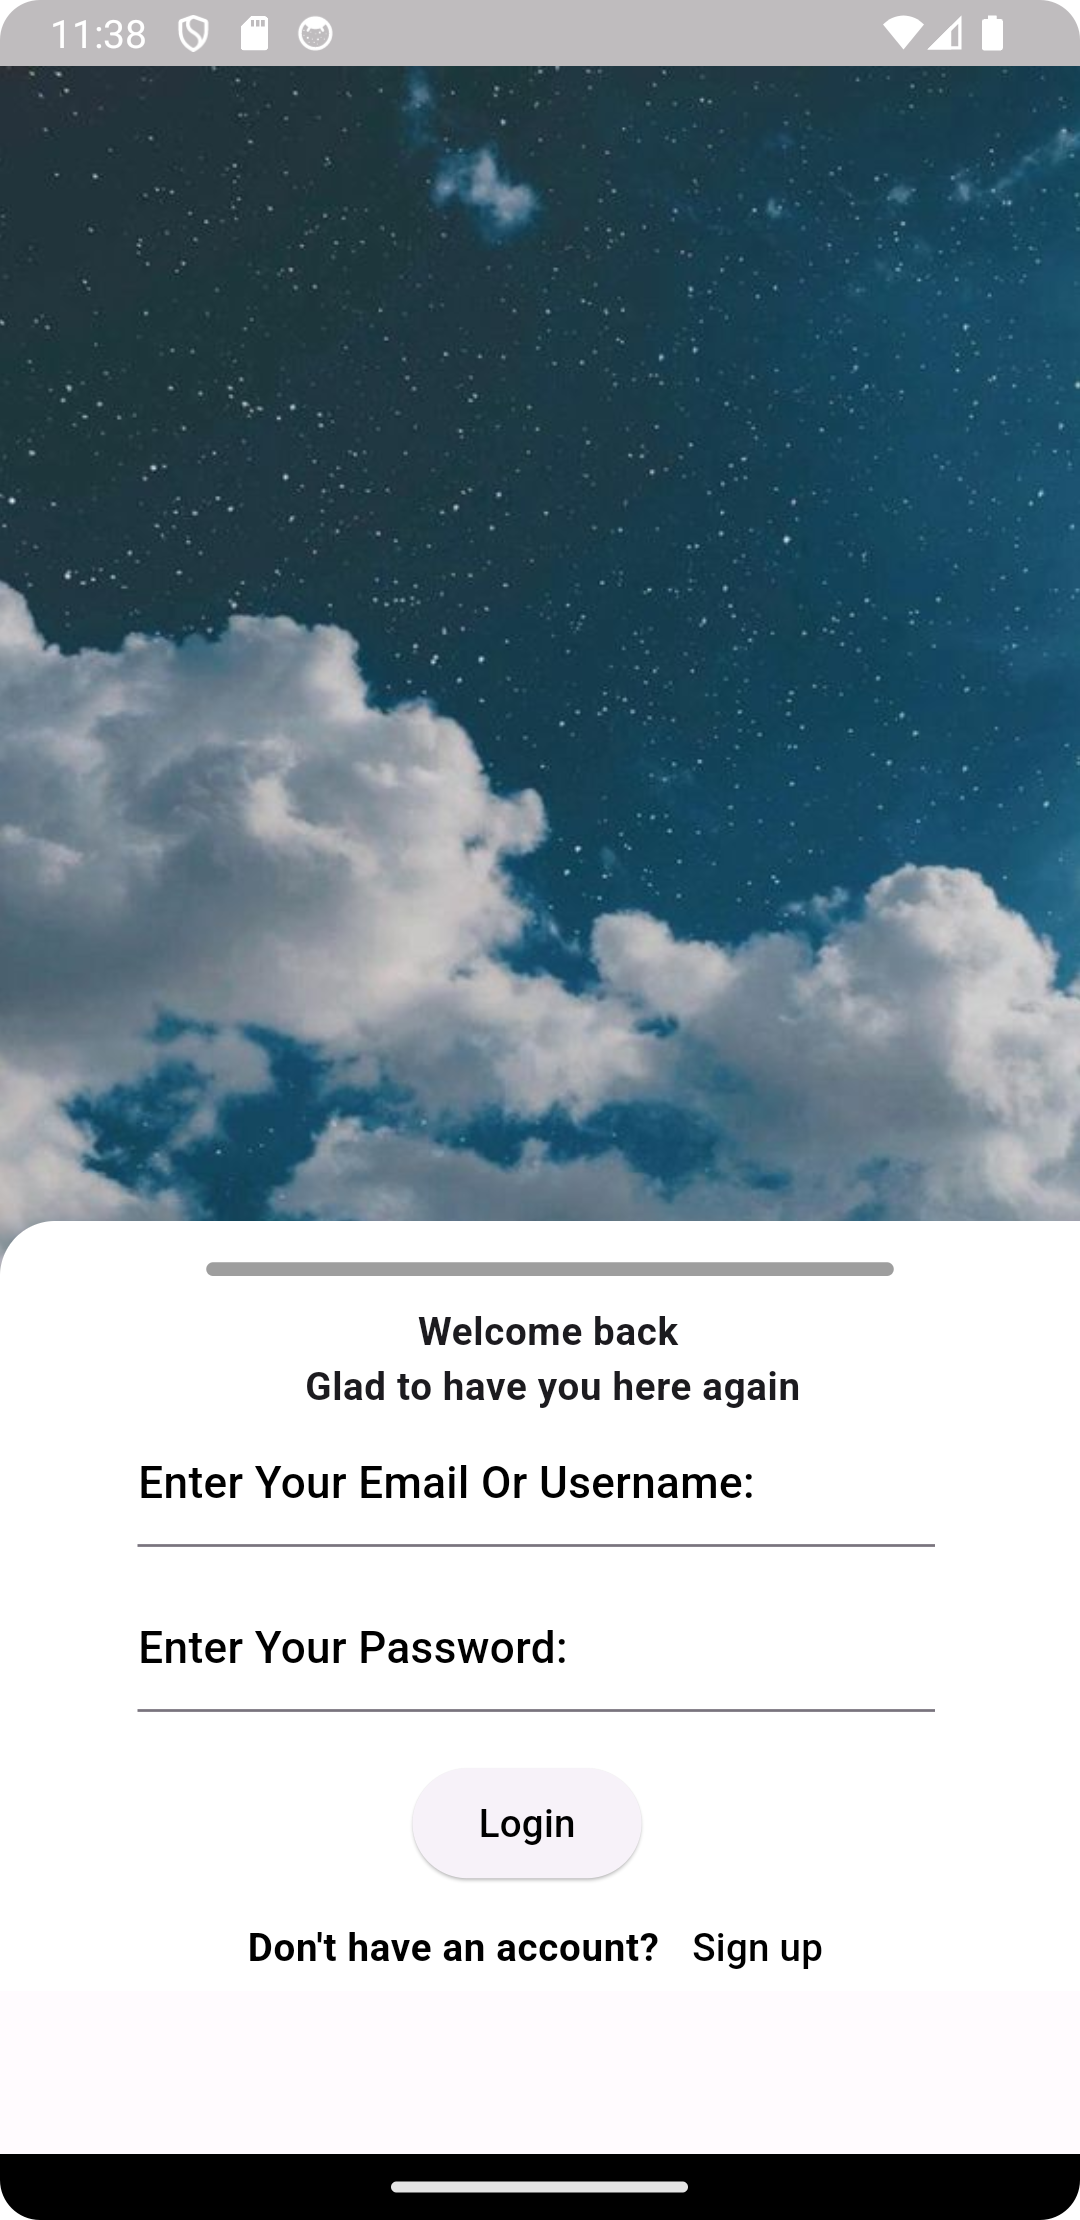 11:38
Welcome back
Glad to have you here again
Enter Your Email Or Username:
Enter Your Password:
Login
Don't have an account? Sign up